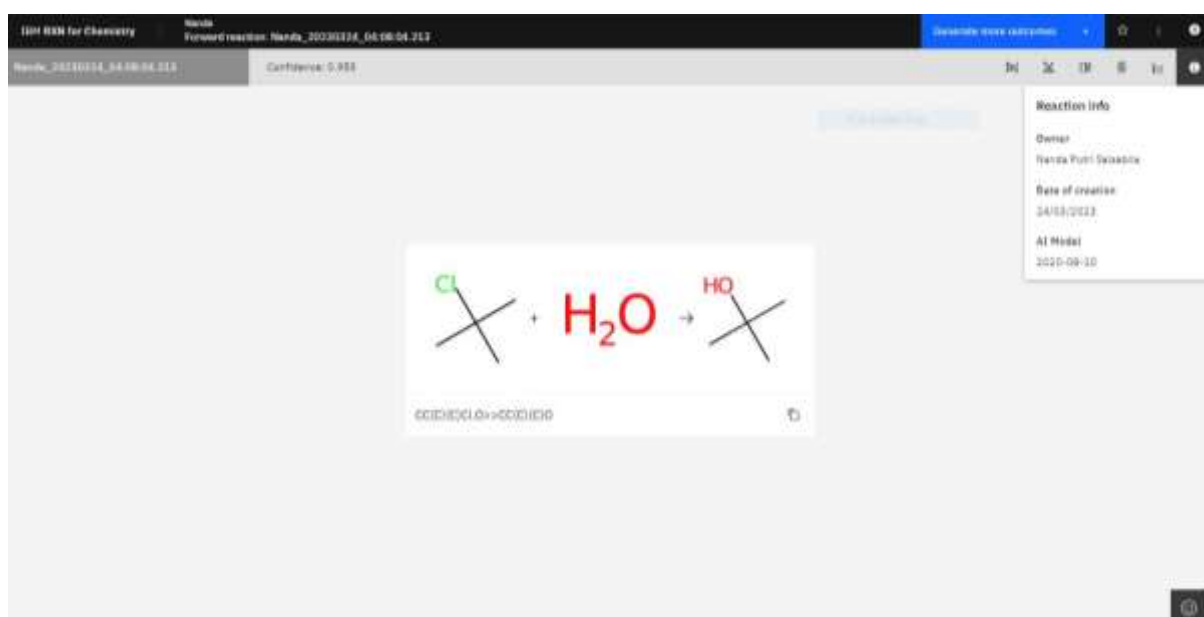 IBM RXN for Chemistry
Nanda
Forward reaction: Nanda_20230324_04:08:04.213
Generate more outcomes
Nanda_20230324_04:08:04.213
Confidence: 0.988
Reaction info
Owner
Nanda Putri Salsabila
Date of creation
24/03/2023
AI Model
2020-08-10
Cl
+ H₂O →
HO
CC(C)(C)Cl.O>>CC(C)(C)O